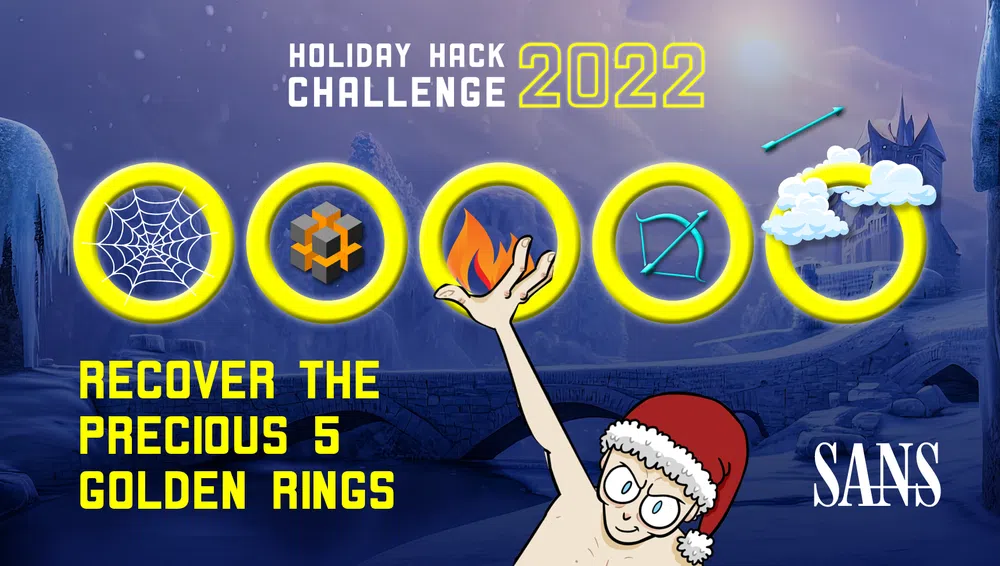 HOLIDAY HACK
CHALLENGE 2022
RECOVER THE
PRECIOUS 5
GOLDEN RINGS
SANS